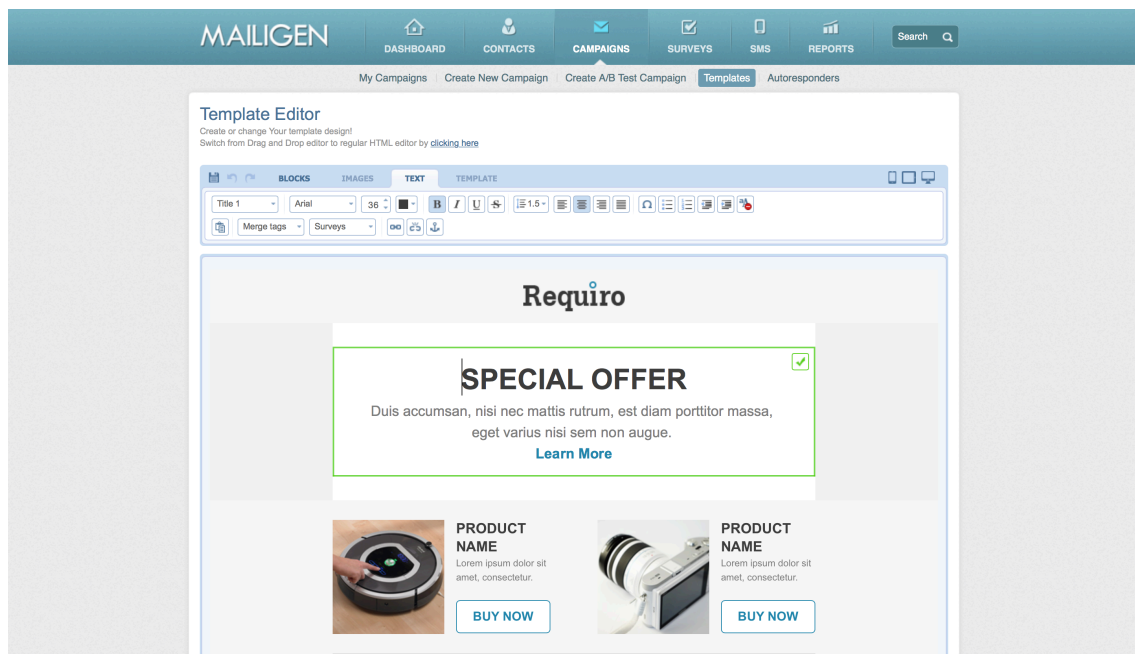 MAILIGEN
DASHBOARD
CONTACTS
CAMPAIGNS
SURVEYS
SMS
REPORTS
Search
My Campaigns
Create New Campaign
Create A/B Test Campaign
Templates
Autoresponders
Template Editor
Create or change Your template design!
Switch from Drag and Drop editor to regular HTML editor by clicking here
BLOCKS
IMAGES
TEXT
TEMPLATE
Title 1
Arial
36
B
I
U
S
1.5
Ω
Merge tags
Surveys
Requiro
SPECIAL OFFER
Duis accumsan, nisi nec mattis rutrum, est diam porttitor massa,
eget varius nisi sem non augue.
Learn More
PRODUCT
NAME
Lorem ipsum dolor sit
amet, consectetur.
BUY NOW
PRODUCT
NAME
Lorem ipsum dolor sit
amet, consectetur.
BUY NOW